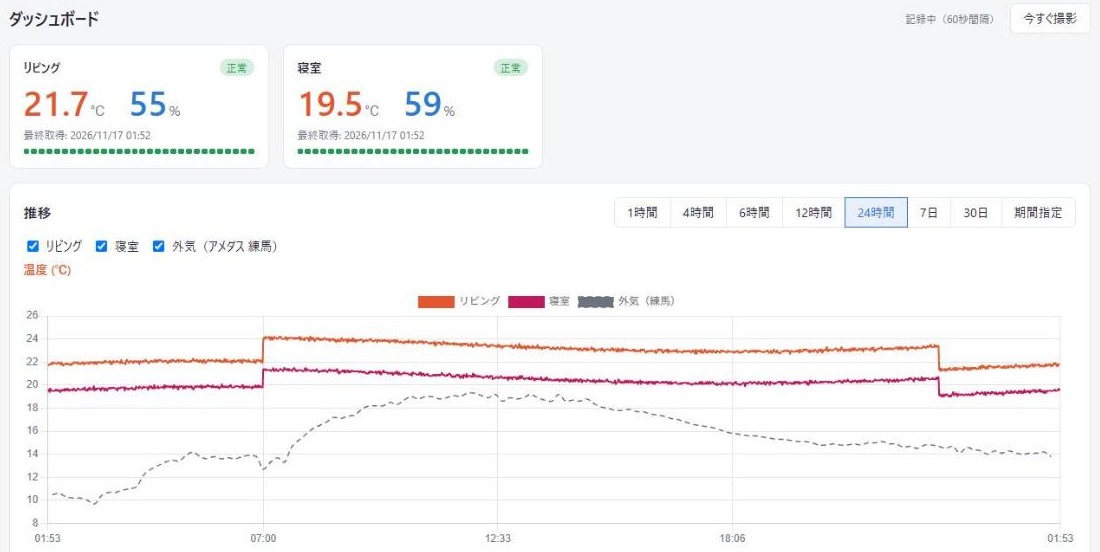 ダッシュボード
記録中（60秒間隔） 今すぐ撮影
リビング 正常
21.7℃ 55%
最終取得: 2026/11/17 01:52
寝室 正常
19.5℃ 59%
最終取得: 2026/11/17 01:52
推移
1時間 4時間 6時間 12時間 24時間 7日 30日 期間指定
リビング 寝室 外気（アメダス 練馬）
温度 (℃)
リビング 寝室 外気（練馬）
26
24
22
20
18
16
14
12
10
8
01:53 07:00 12:33 18:06 01:53